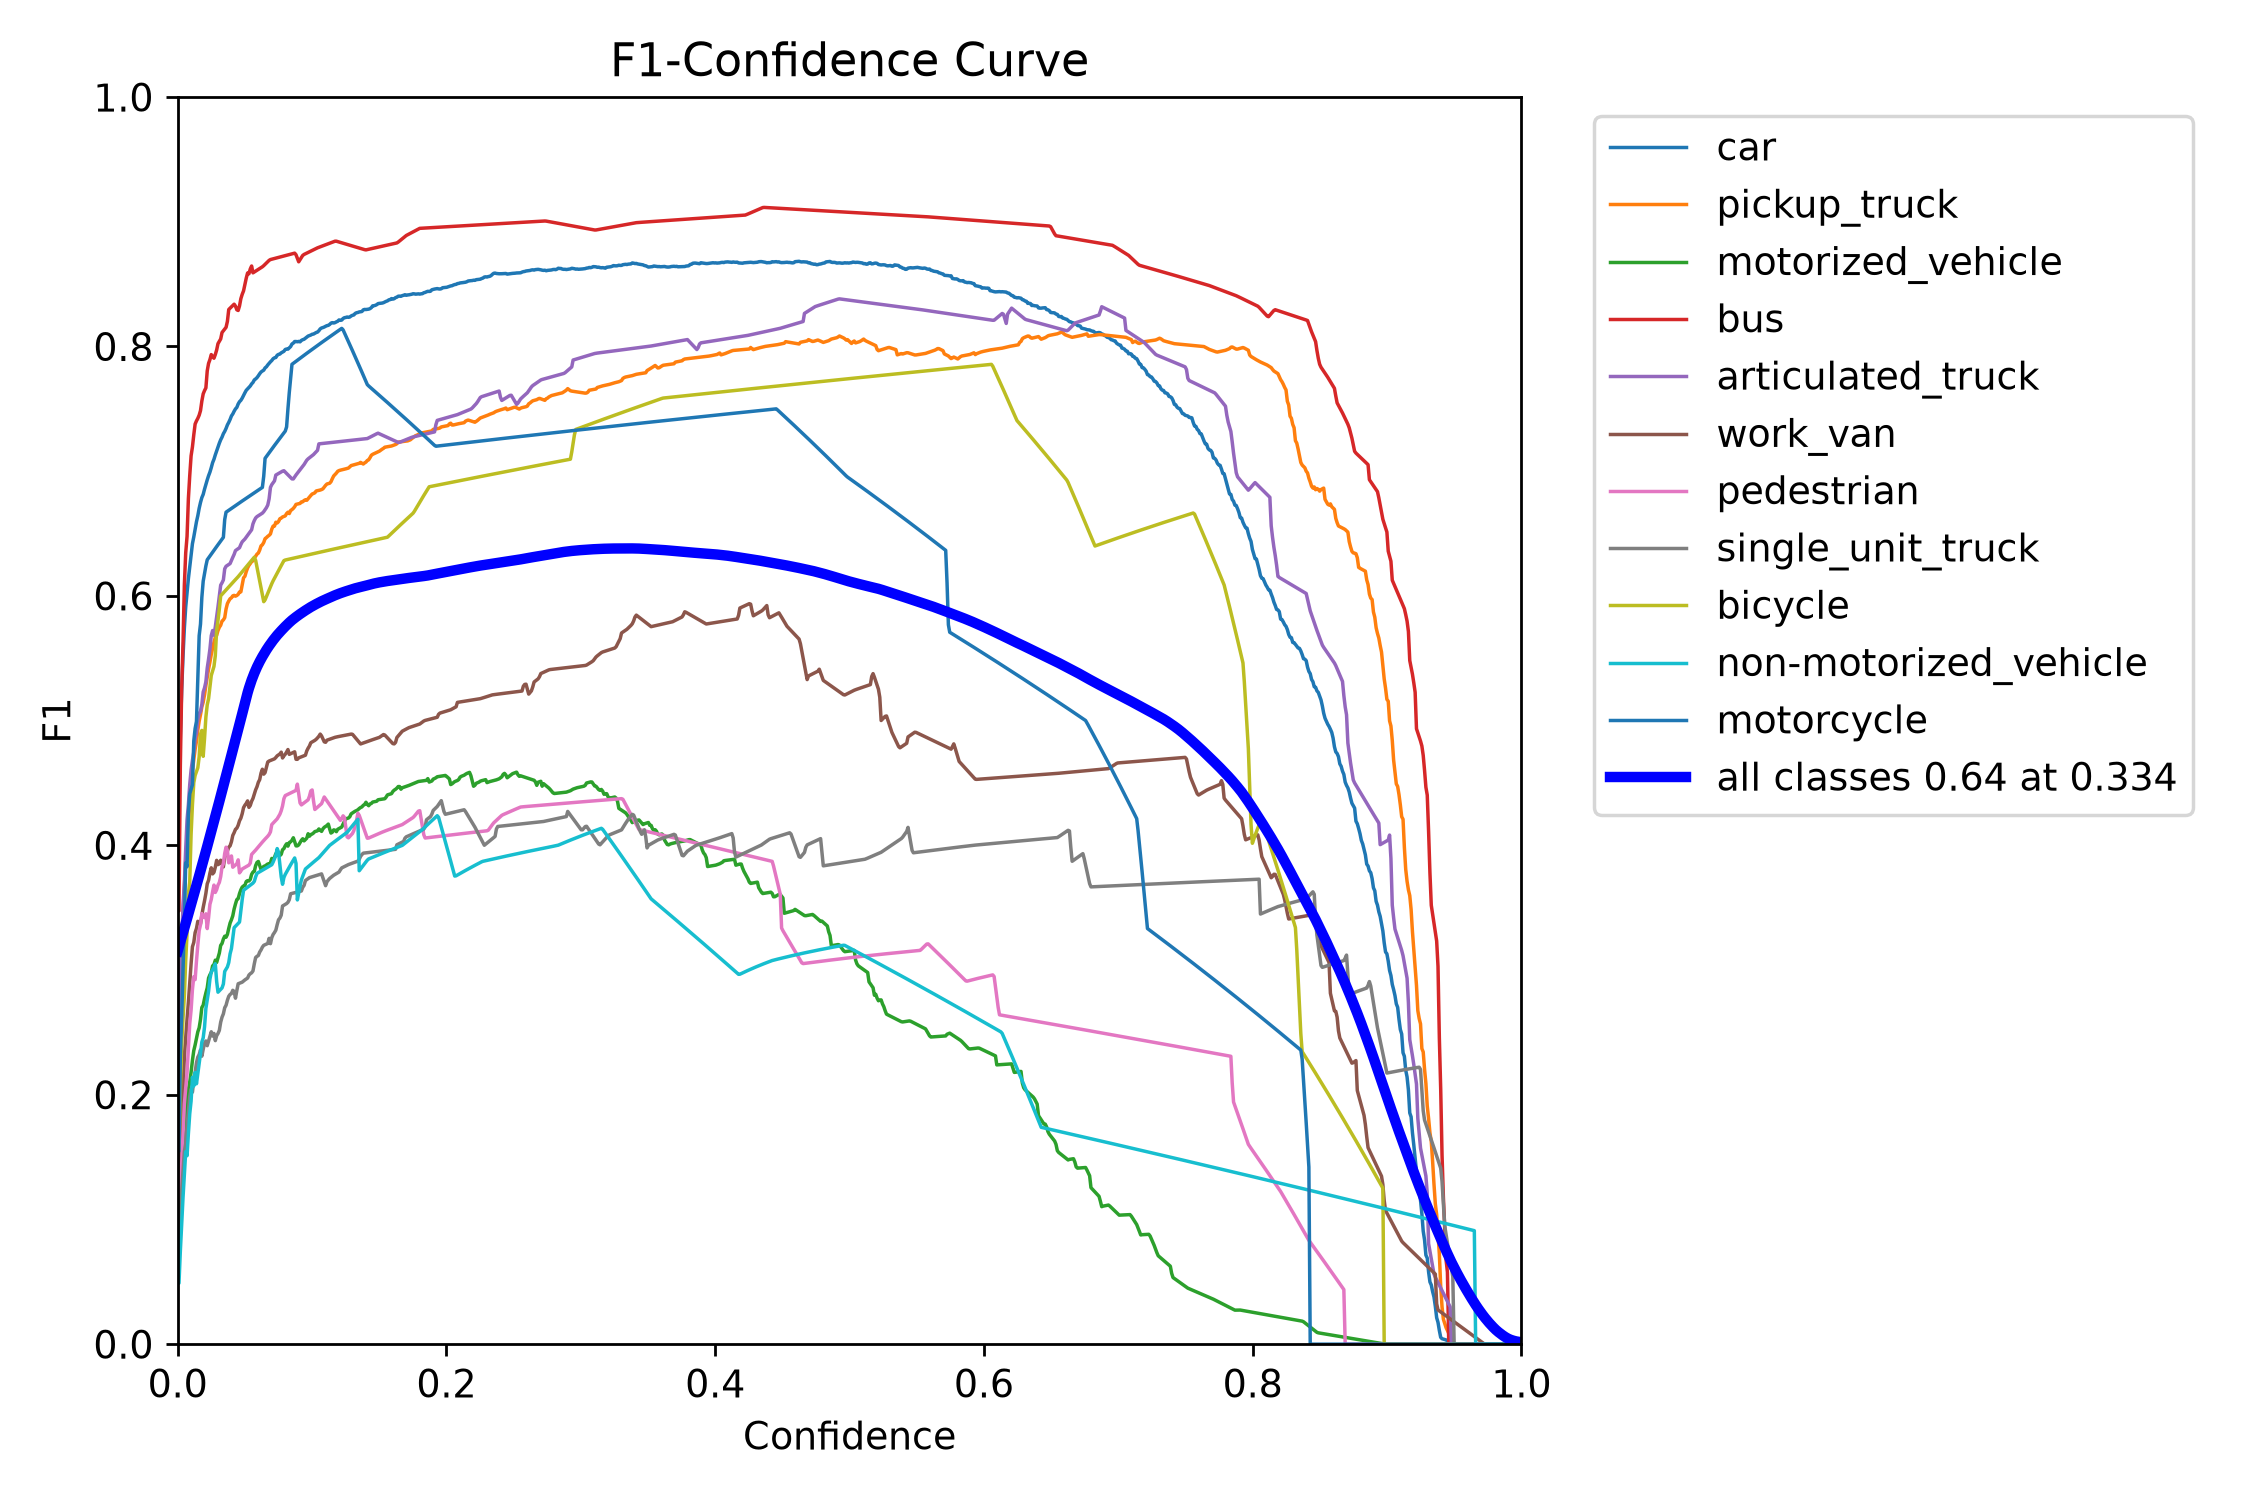 F1-Confidence Curve
1.0
0.8
0.6
0.4
0.2
0.0
F1
0.0 0.2 0.4 0.6 0.8 1.0
Confidence
car
pickup_truck
motorized_vehicle
bus
articulated_truck
work_van
pedestrian
single_unit_truck
bicycle
non-motorized_vehicle
motorcycle
all classes 0.64 at 0.334